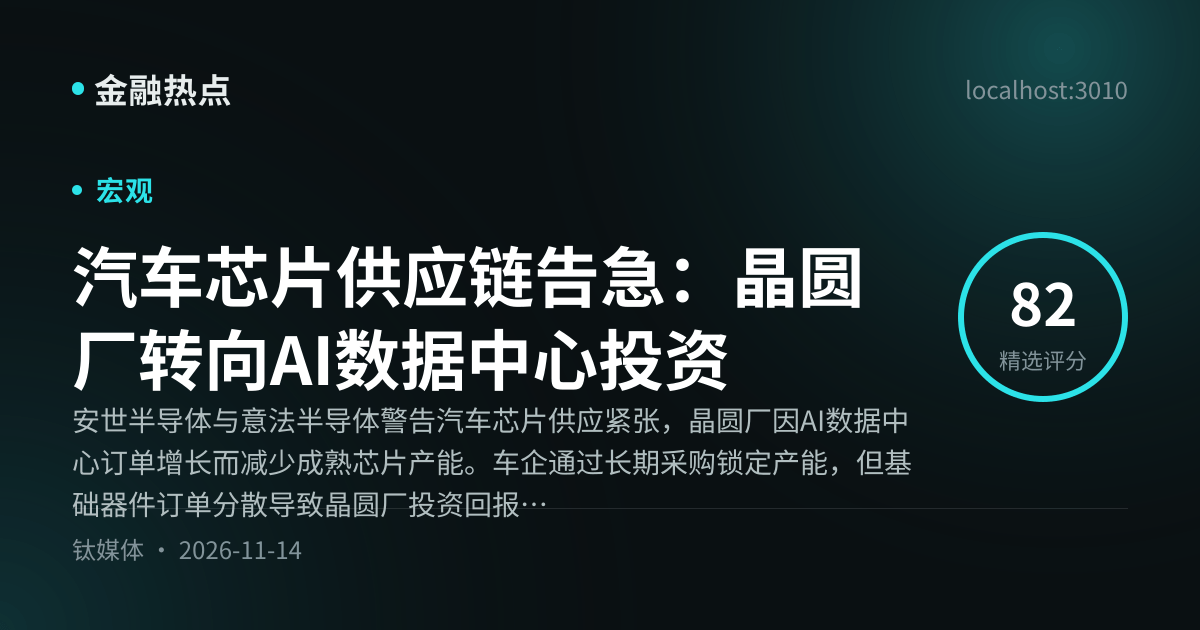 金融热点
localhost:3010
宏观
汽车芯片供应链告急：晶圆
厂转向AI数据中心投资
82
精选评分
安世半导体与意法半导体警告汽车芯片供应紧张，晶圆厂因AI数据中
心订单增长而减少成熟芯片产能。车企通过长期采购锁定产能，但基
础器件订单分散导致晶圆厂投资回报…
钛媒体 · 2026-11-14